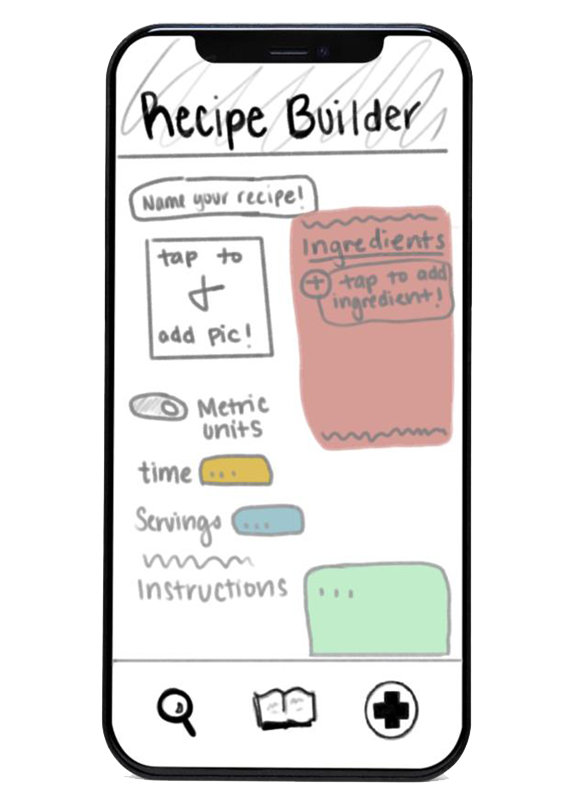 Recipe Builder
Name your recipe!
tap to
add pic!
Ingredients
tap to add
ingredient!
Metric
units
time
...
Servings
...
Instructions
...